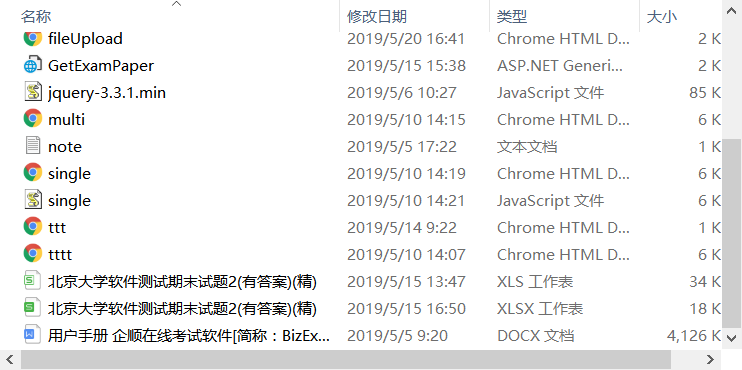 名称 修改日期 类型 大小
fileUpload 2019/5/20 16:41 Chrome HTML D... 2 K
GetExamPaper 2019/5/15 15:38 ASP.NET Generi... 3 K
jquery-3.3.1.min 2019/5/6 10:27 JavaScript 文件 85 K
multi 2019/5/10 14:15 Chrome HTML D... 6 K
note 2019/5/5 17:22 文本文档 1 K
single 2019/5/10 14:19 Chrome HTML D... 6 K
single 2019/5/10 14:21 JavaScript 文件 6 K
ttt 2019/5/14 9:22 Chrome HTML D... 1 K
tttt 2019/5/10 14:07 Chrome HTML D... 6 K
北京大学软件测试期末试题2(有答案)(精) 2019/5/15 13:47 XLS 工作表 34 K
北京大学软件测试期末试题2(有答案)(精) 2019/5/15 16:50 XLSX 工作表 18 K
用户手册 企顺在线考试软件[简称：BizEx... 2019/5/5 9:20 DOCX 文档 4,126 K